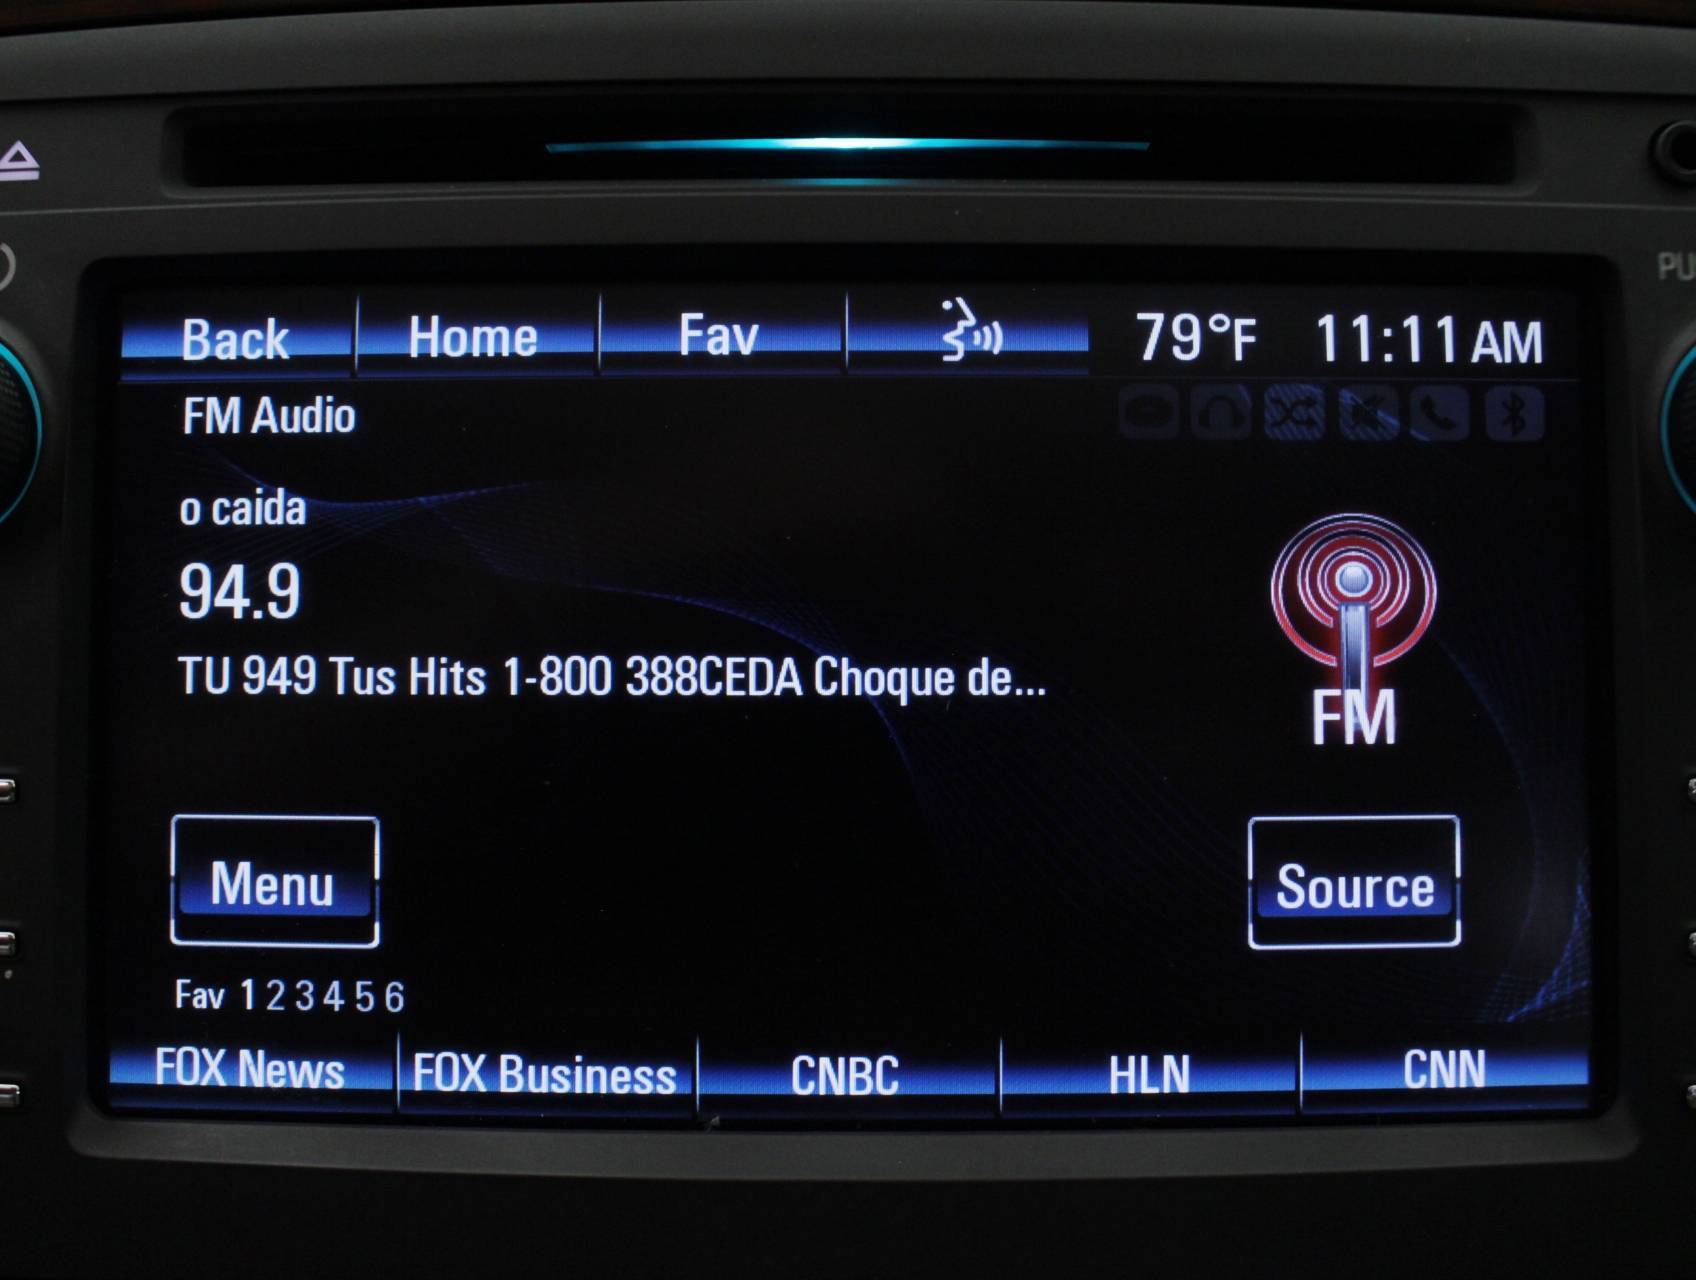 Back Home Fav 79°F 11:11 AM
FM Audio
o caida
94.9
TU 949 Tus Hits 1-800 388CEDA Choque de...
FM
Menu Source
Fav 1 2 3 4 5 6
FOX News FOX Business CNBC HLN CNN